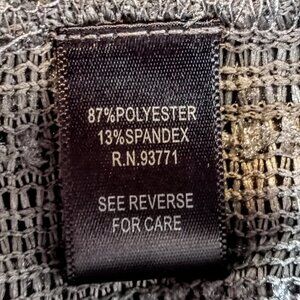 87%POLYESTER
13%SPANDEX
R.N.93771
SEE REVERSE
FOR CARE